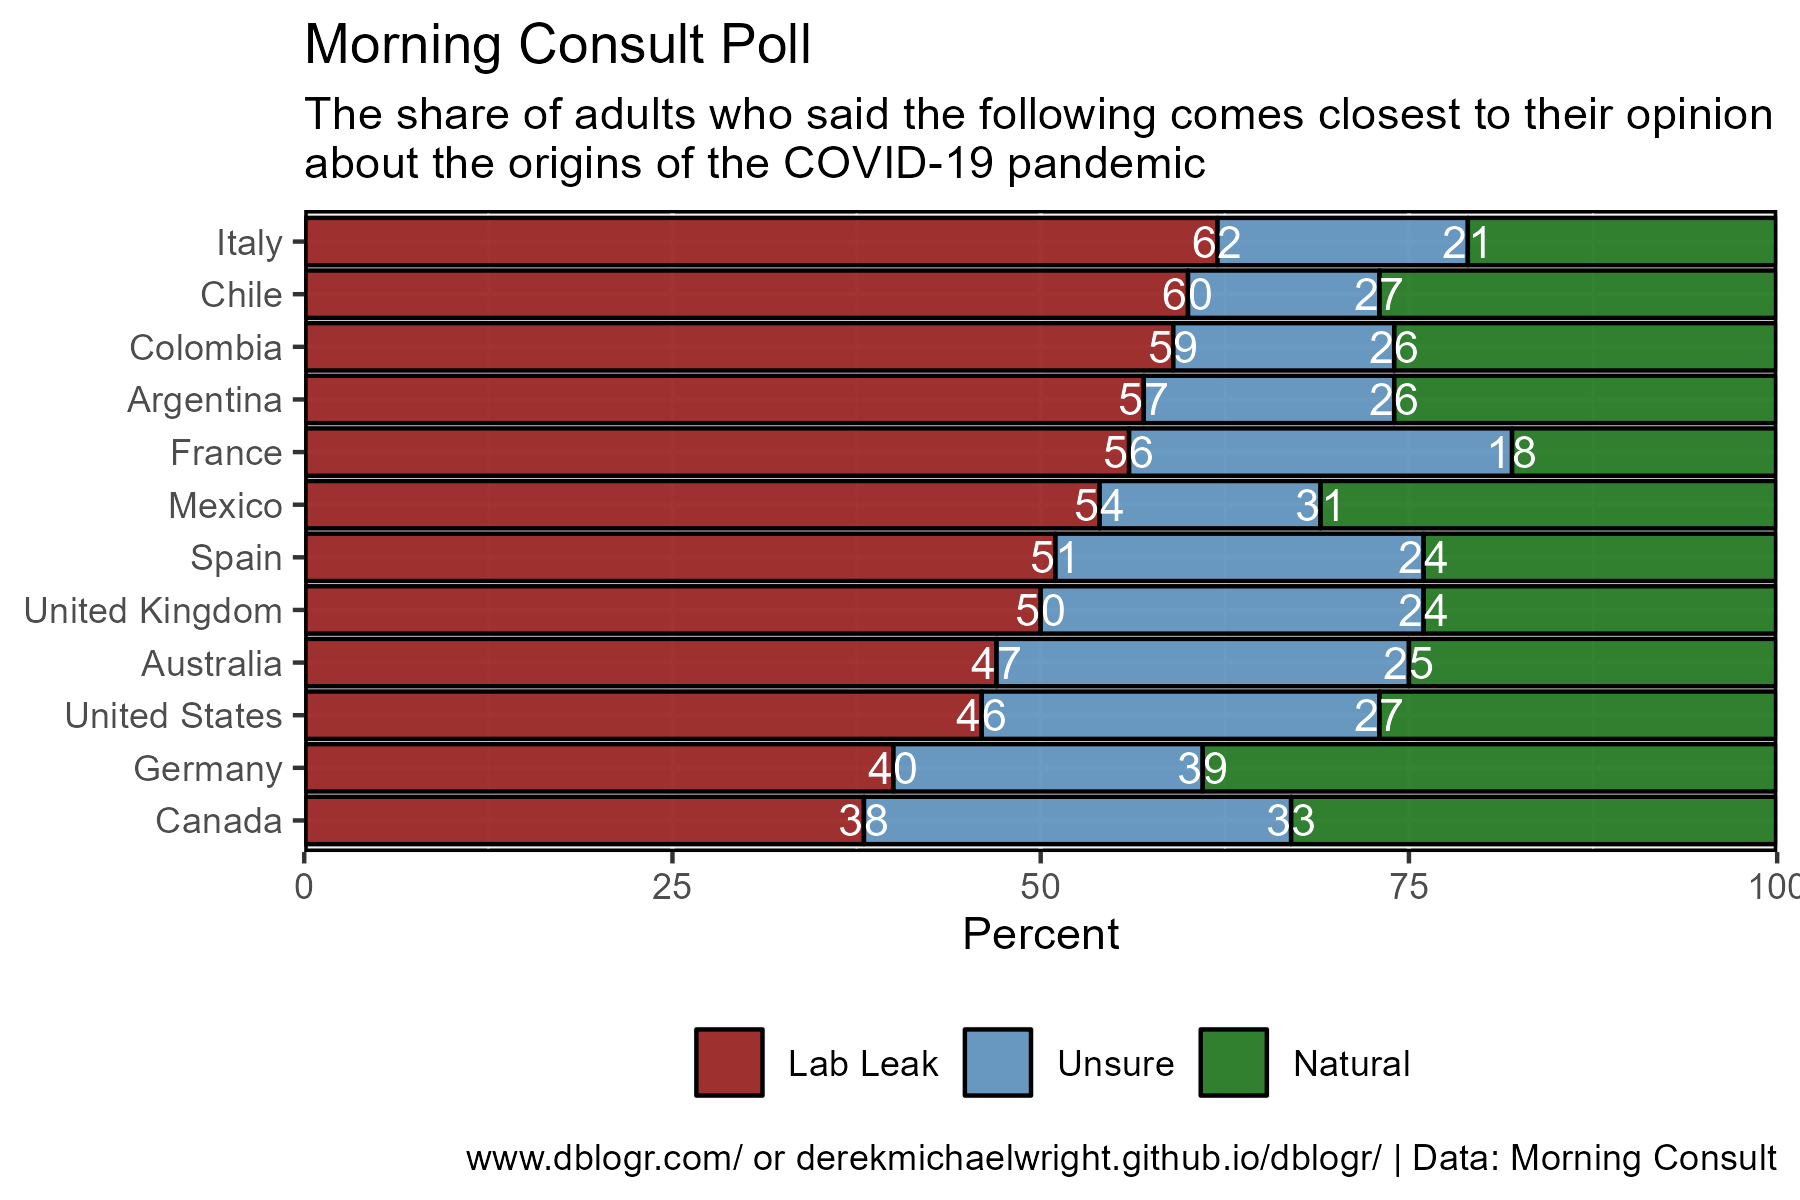 Morning Consult Poll
The share of adults who said the following comes closest to their opinion
about the origins of the COVID-19 pandemic
Italy 62 21
Chile 60 27
Colombia 59 26
Argentina 57 26
France 56 18
Mexico 54 31
Spain 51 24
United Kingdom 50 24
Australia 47 25
United States 46 27
Germany 40 39
Canada 38 33
0 25 50 75 100
Percent
Lab Leak Unsure Natural
www.dblogr.com/ or derekmichaelwright.github.io/dblogr/ | Data: Morning Consult